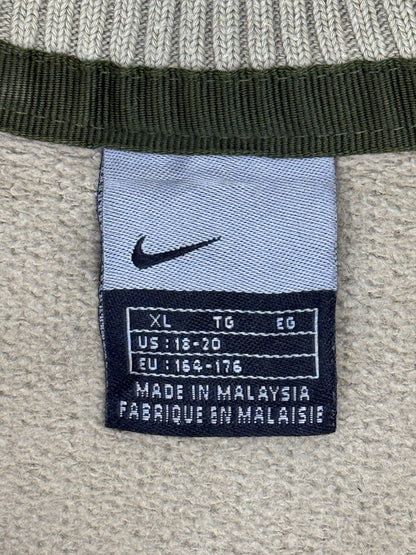 XL TG EG
US : 18-20
EU : 164-176
MADE IN MALAYSIA
FABRIQUE EN MALAISIE